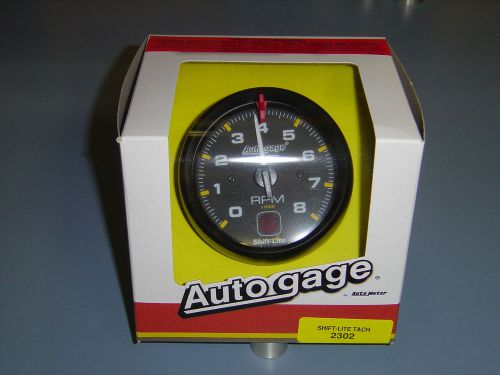 0 1 2 3 4 5 6 7 8
Autogage®
RPM
Shift-Lite
Autogage®
by Auto Meter
SHIFT-LITE TACH
2302